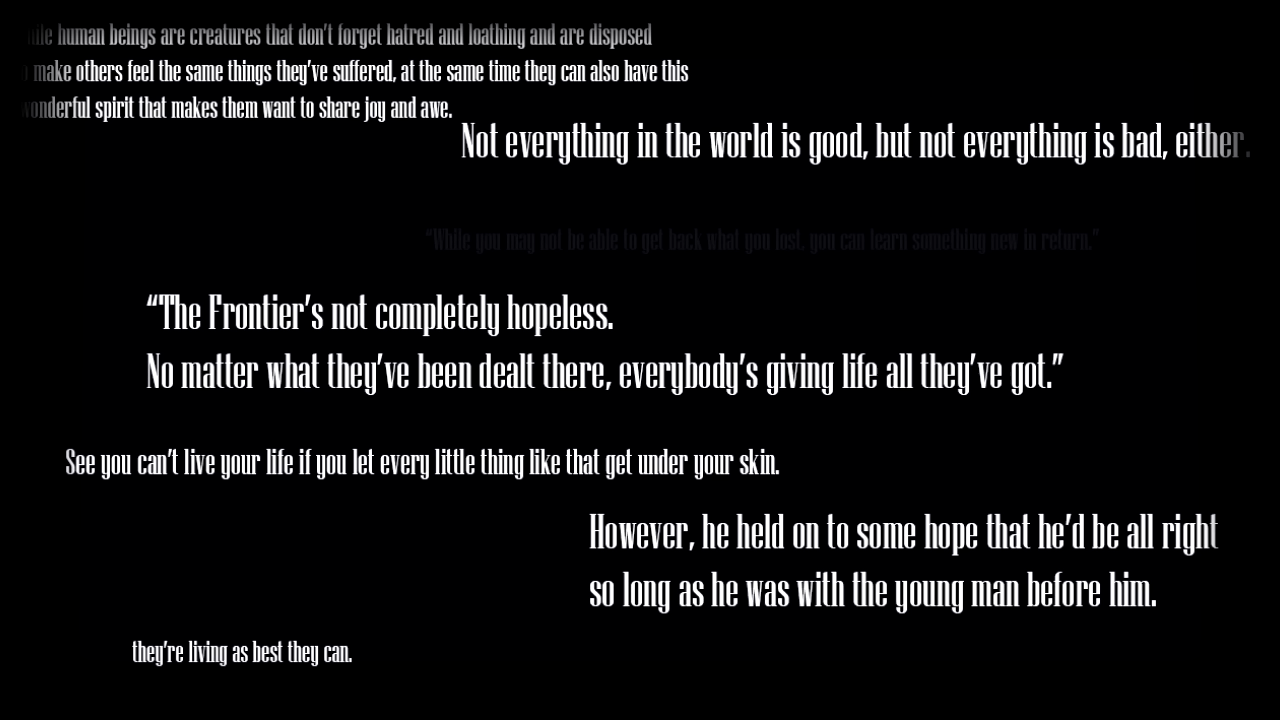 human beings are creatures that don't forget hatred and loathing and are disposed
make others feel the same things they've suffered, at the same time they can also have this
wonderful spirit that makes them want to share joy and awe.
Not everything in the world is good, but not everything is bad, either.
“While you may not be able to get back what you lost, you can learn something new in return.”
“The Frontier's not completely hopeless.
No matter what they've been dealt there, everybody's giving life all they've got.”
See you can't live your life if you let every little thing like that get under your skin.
However, he held on to some hope that he'd be all right
so long as he was with the young man before him.
they're living as best they can.